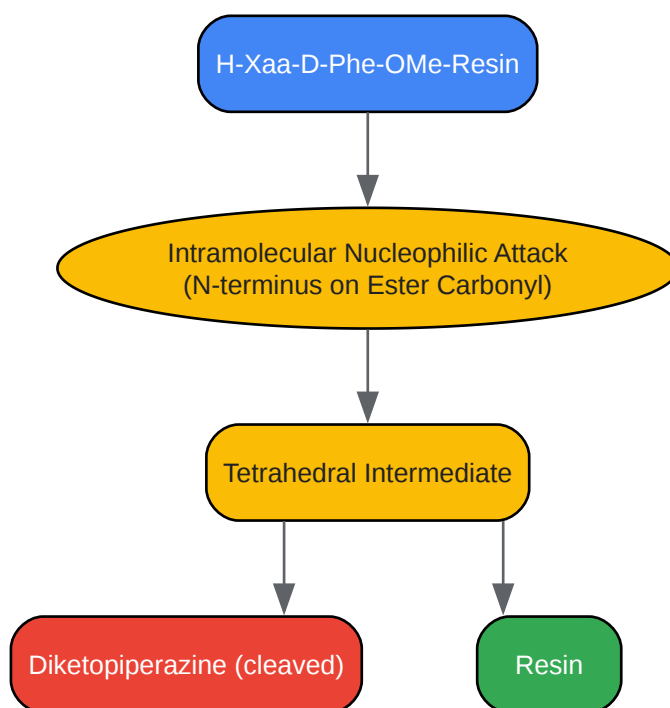 H-Xaa-D-Phe-OMe-Resin
Intramolecular Nucleophilic Attack
(N-terminus on Ester Carbonyl)
Tetrahedral Intermediate
Diketopiperazine (cleaved)
Resin